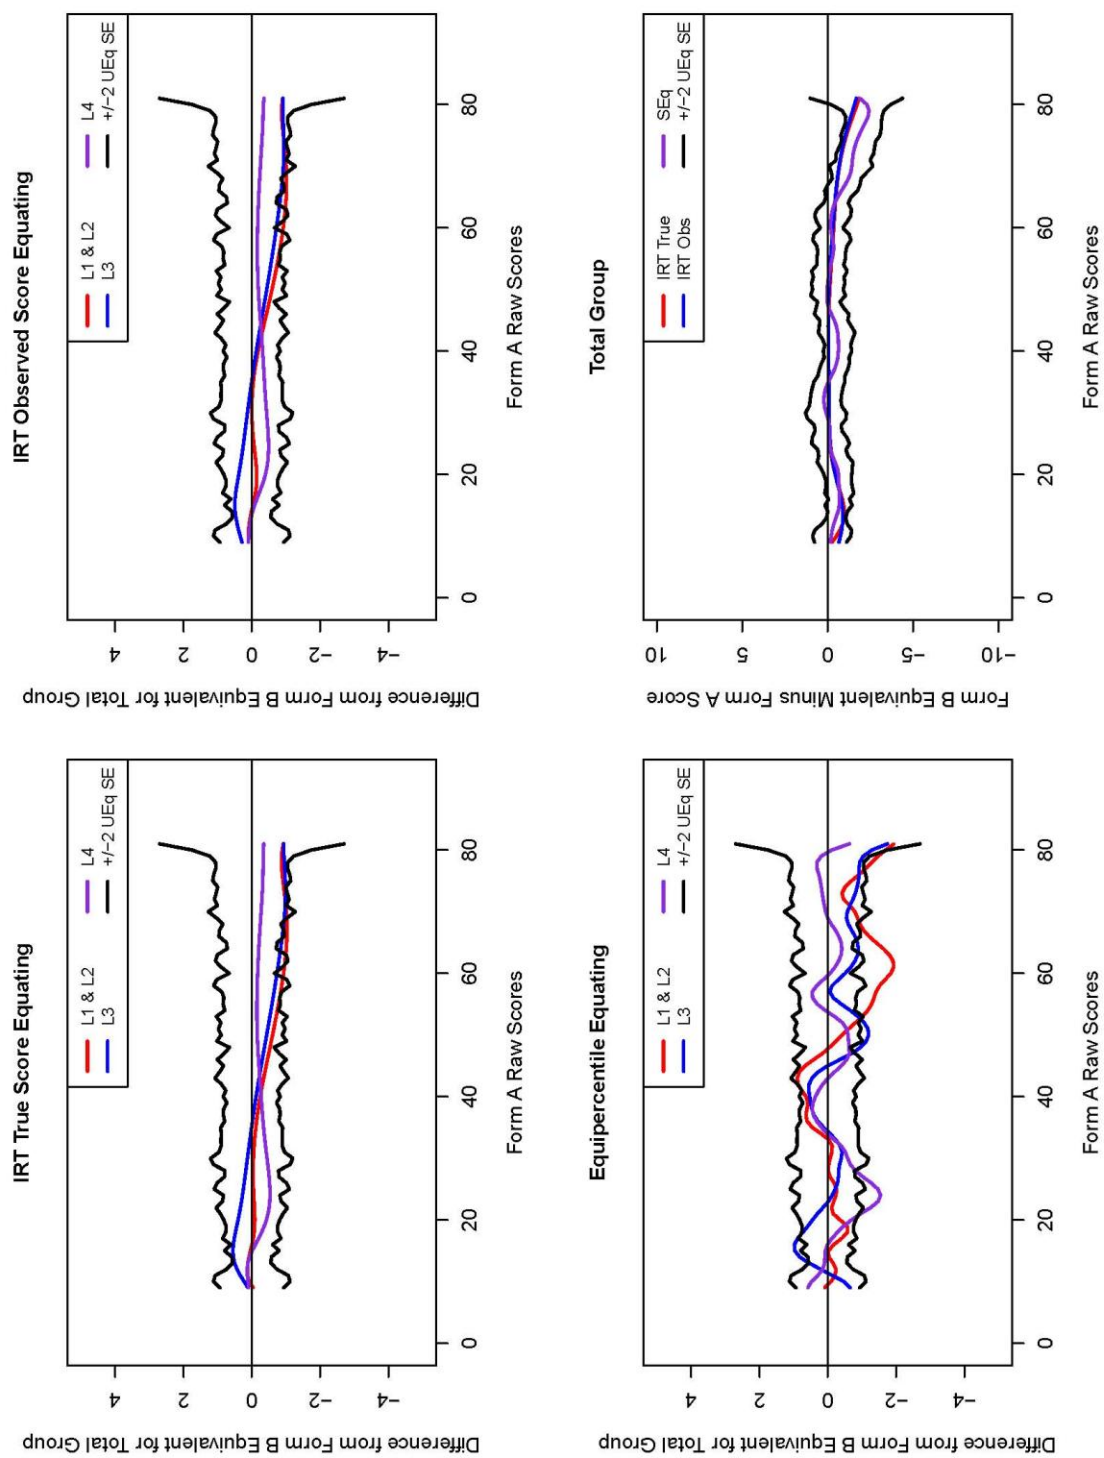 IRT True Score Equating
L1 & L2
L3
L4
+/−2 UEq SE
4
2
0
−2
−4
Difference from Form B Equivalent for Total Group
0
20
40
60
80
Form A Raw Scores
IRT Observed Score Equating
L1 & L2
L3
L4
+/−2 UEq SE
4
2
0
−2
−4
Difference from Form B Equivalent for Total Group
0
20
40
60
80
Form A Raw Scores
Equipercentile Equating
L1 & L2
L3
L4
+/−2 UEq SE
4
2
0
−2
−4
Difference from Form B Equivalent for Total Group
0
20
40
60
80
Form A Raw Scores
Total Group
IRT True
IRT Obs
SEq
+/−2 UEq SE
10
5
0
−5
−10
Form B Equivalent Minus Form A Score
0
20
40
60
80
Form A Raw Scores